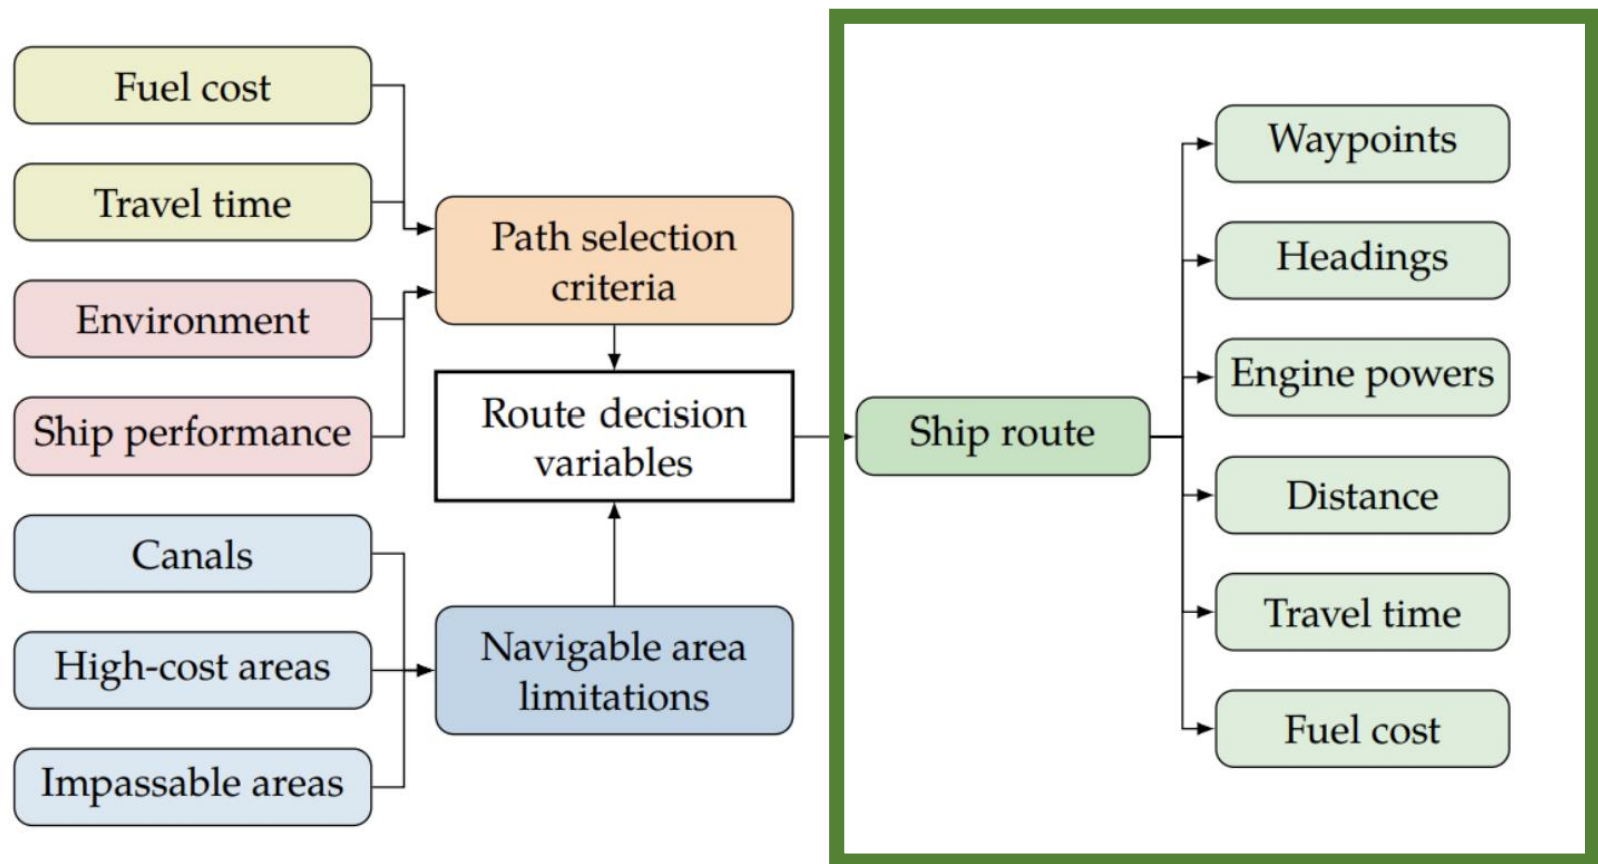 Fuel cost
Travel time
Environment
Ship performance
Canals
High-cost areas
Impassable areas
Path selection
criteria
Route decision
variables
Navigable area
limitations
Ship route
Waypoints
Headings
Engine powers
Distance
Travel time
Fuel cost